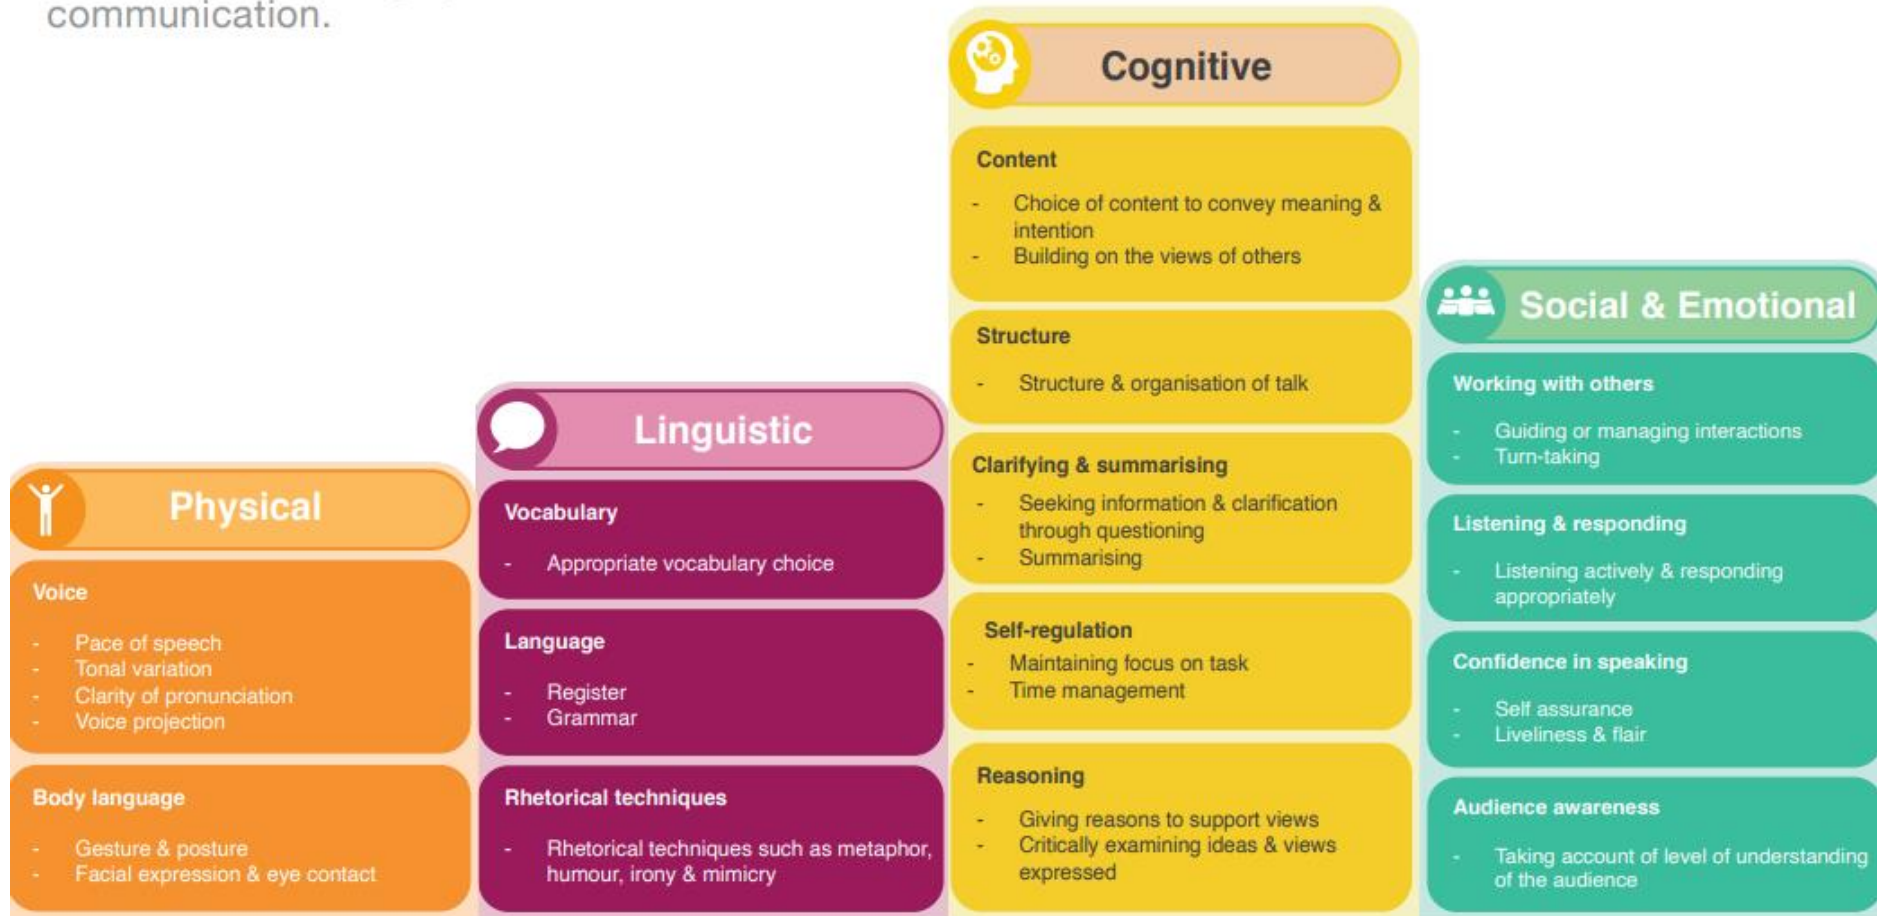 communication.
Physical
Voice
- Pace of speech
- Tonal variation
- Clarity of pronunciation
- Voice projection
Body language
- Gesture & posture
- Facial expression & eye contact
Linguistic
Vocabulary
- Appropriate vocabulary choice
Language
- Register
- Grammar
Rhetorical techniques
- Rhetorical techniques such as metaphor,
humour, irony & mimicry
Cognitive
Content
- Choice of content to convey meaning &
intention
- Building on the views of others
Structure
- Structure & organisation of talk
Clarifying & summarising
- Seeking information & clarification
through questioning
- Summarising
Self-regulation
- Maintaining focus on task
- Time management
Reasoning
- Giving reasons to support views
- Critically examining ideas & views
expressed
Social & Emotional
Working with others
- Guiding or managing interactions
- Turn-taking
Listening & responding
- Listening actively & responding
appropriately
Confidence in speaking
- Self assurance
- Liveliness & flair
Audience awareness
- Taking account of level of understanding
of the audience